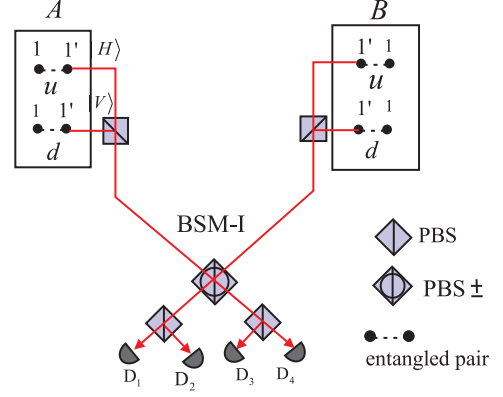 A
B
1 1' |H⟩
u
1 1' |V⟩
d
1' 1
u
1' 1
d
BSM-I
PBS
PBS ±
entangled pair
D₁
D₂
D₃
D₄